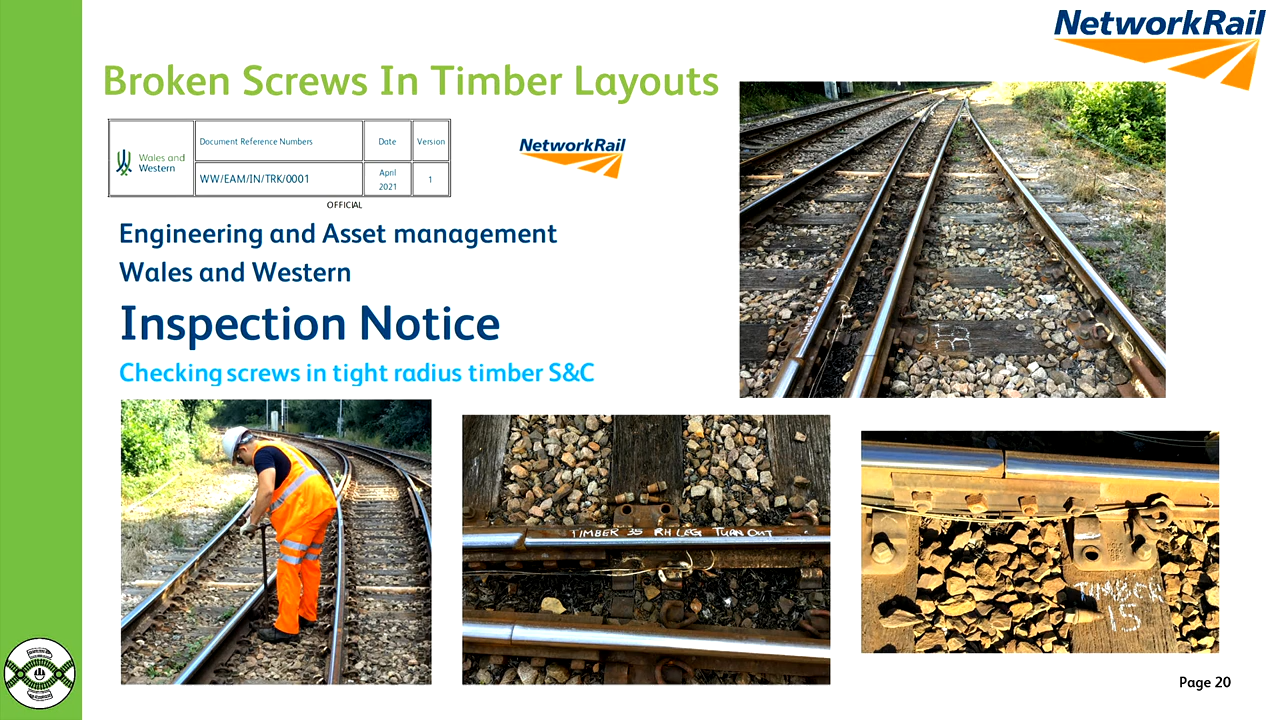 NetworkRail
Broken Screws In Timber Layouts
Wales and
Western
Document Reference Numbers
Date
Version
WW/EAM/IN/TRK/0001
April
2021
1
NetworkRail
OFFICIAL
Engineering and Asset management
Wales and Western
Inspection Notice
Checking screws in tight radius timber S&C
TIMBER 35 RH LEG TURN OUT
TIMBER
15
Page 20